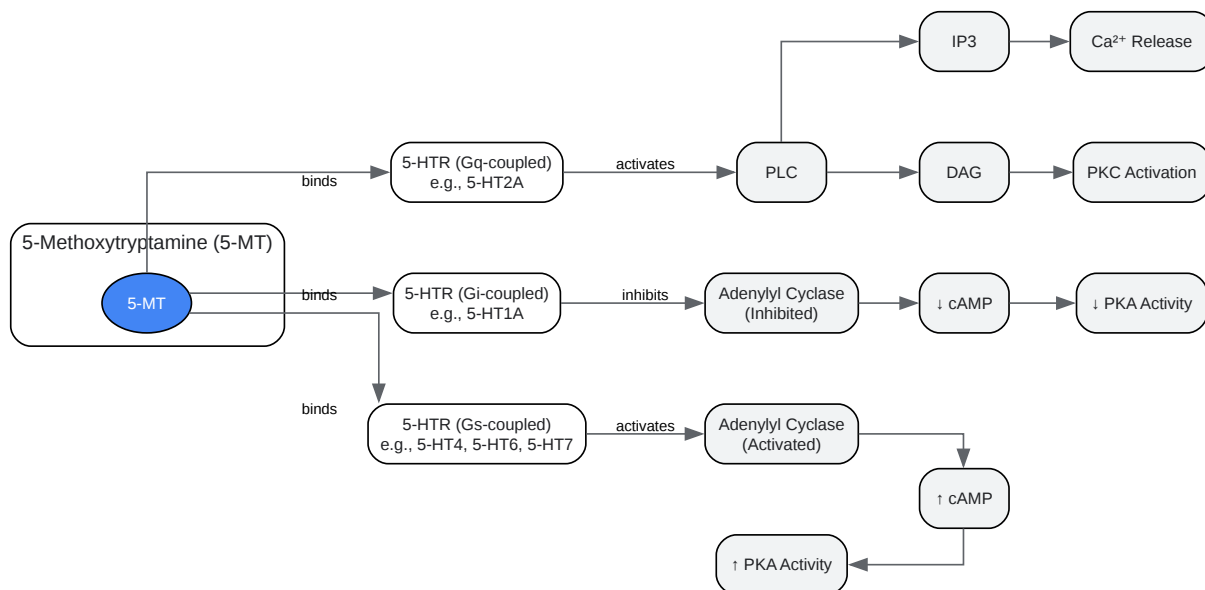 IP3
Ca²⁺ Release
5-HTR (Gq-coupled)
e.g., 5-HT2A
activates
PLC
DAG
PKC Activation
binds
5-Methoxytryptamine (5-MT)
5-MT
binds
5-HTR (Gi-coupled)
e.g., 5-HT1A
inhibits
Adenylyl Cyclase
(Inhibited)
↓ cAMP
↓ PKA Activity
binds
5-HTR (Gs-coupled)
e.g., 5-HT4, 5-HT6, 5-HT7
activates
Adenylyl Cyclase
(Activated)
↑ cAMP
↑ PKA Activity